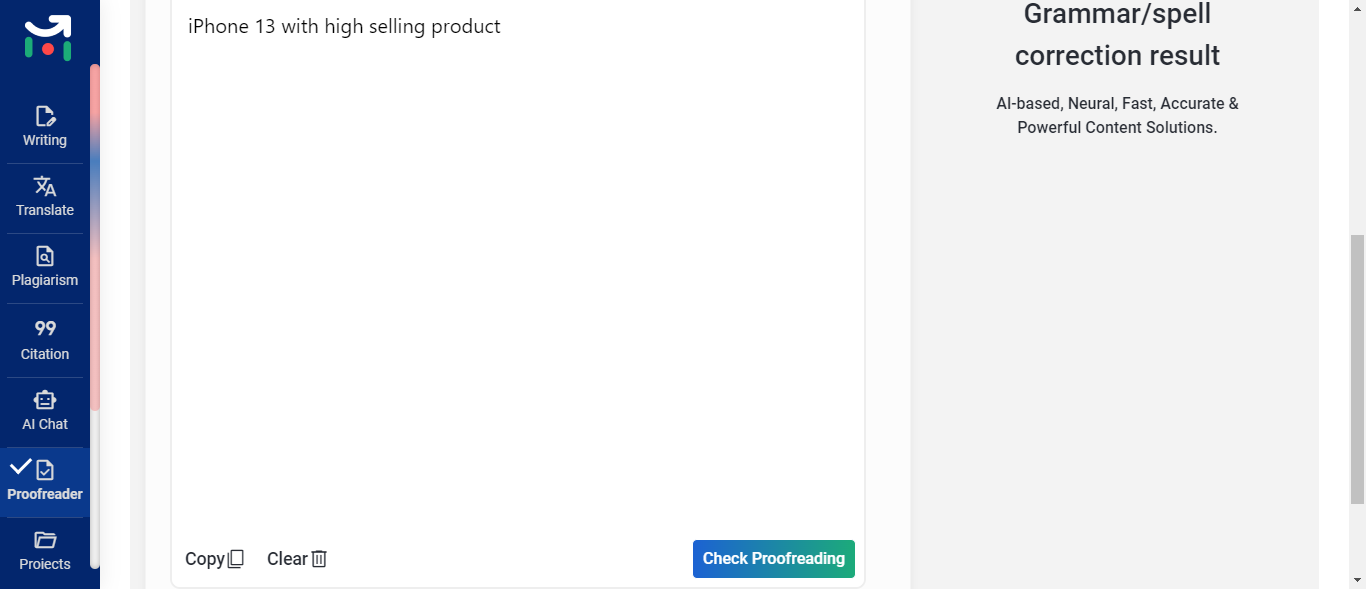 Writing
Translate
Plagiarism
99
Citation
AI Chat
Proofreader
Projects
iPhone 13 with high selling product
Copy
Clear
Check Proofreading
Grammar/spell
correction result
AI-based, Neural, Fast, Accurate &
Powerful Content Solutions.